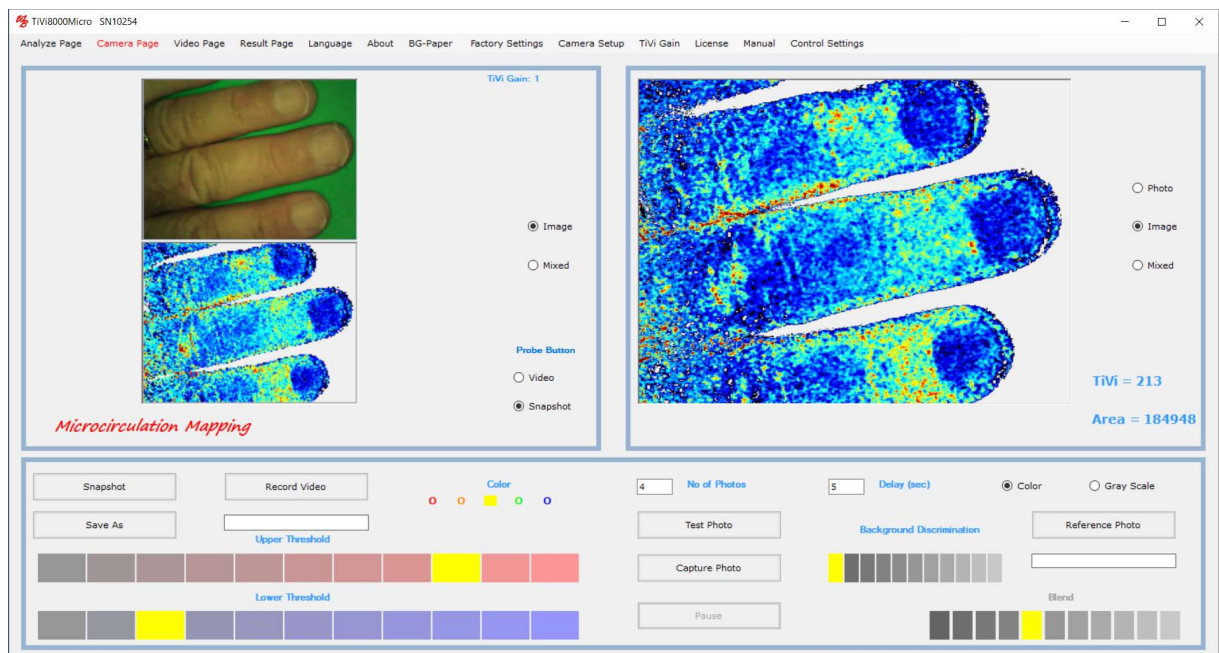 TiVi8000Micro SN10254
Analyze Page Camera Page Video Page Result Page Language About BG-Paper Factory Settings Camera Setup TiVi Gain License Manual Control Settings
TiVi Gain: 1
Image
Mixed
Probe Button
Video
Snapshot
Microcirculation Mapping
Photo
Image
Mixed
TiVi = 213
Area = 184948
Snapshot
Record Video
Color
O O O O
Save As
Upper Threshold
Lower Threshold
4 No of Photos
5 Delay (sec)
Color
Gray Scale
Test Photo
Background Discrimination
Reference Photo
Capture Photo
Blend
Pause